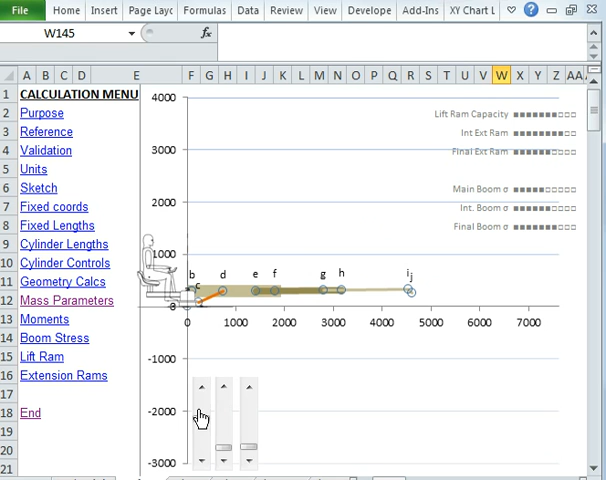 File Home Insert Page Layo Formulas Data Review View Develope Add-Ins XY Chart L
W145 fx
A B C D E F G H I J K L M N O P Q R S T U V W X Y Z AA
1 CALCULATION MENU
2 Purpose
3 Reference
4 Validation
5 Units
6 Sketch
7 Fixed coords
8 Fixed Lengths
9 Cylinder Lengths
10 Cylinder Controls
11 Geometry Calcs
12 Mass Parameters
13 Moments
14 Boom Stress
15 Lift Ram
16 Extension Rams
17
18 End
19
20
21
4000
3000
2000
1000
0
-1000
-2000
-3000
Lift Ram Capacity
Int Ext Ram
Final Ext Ram
Main Boom σ
Int. Boom σ
Final Boom σ
b c d e f g h i j
0 1000 2000 3000 4000 5000 6000 7000